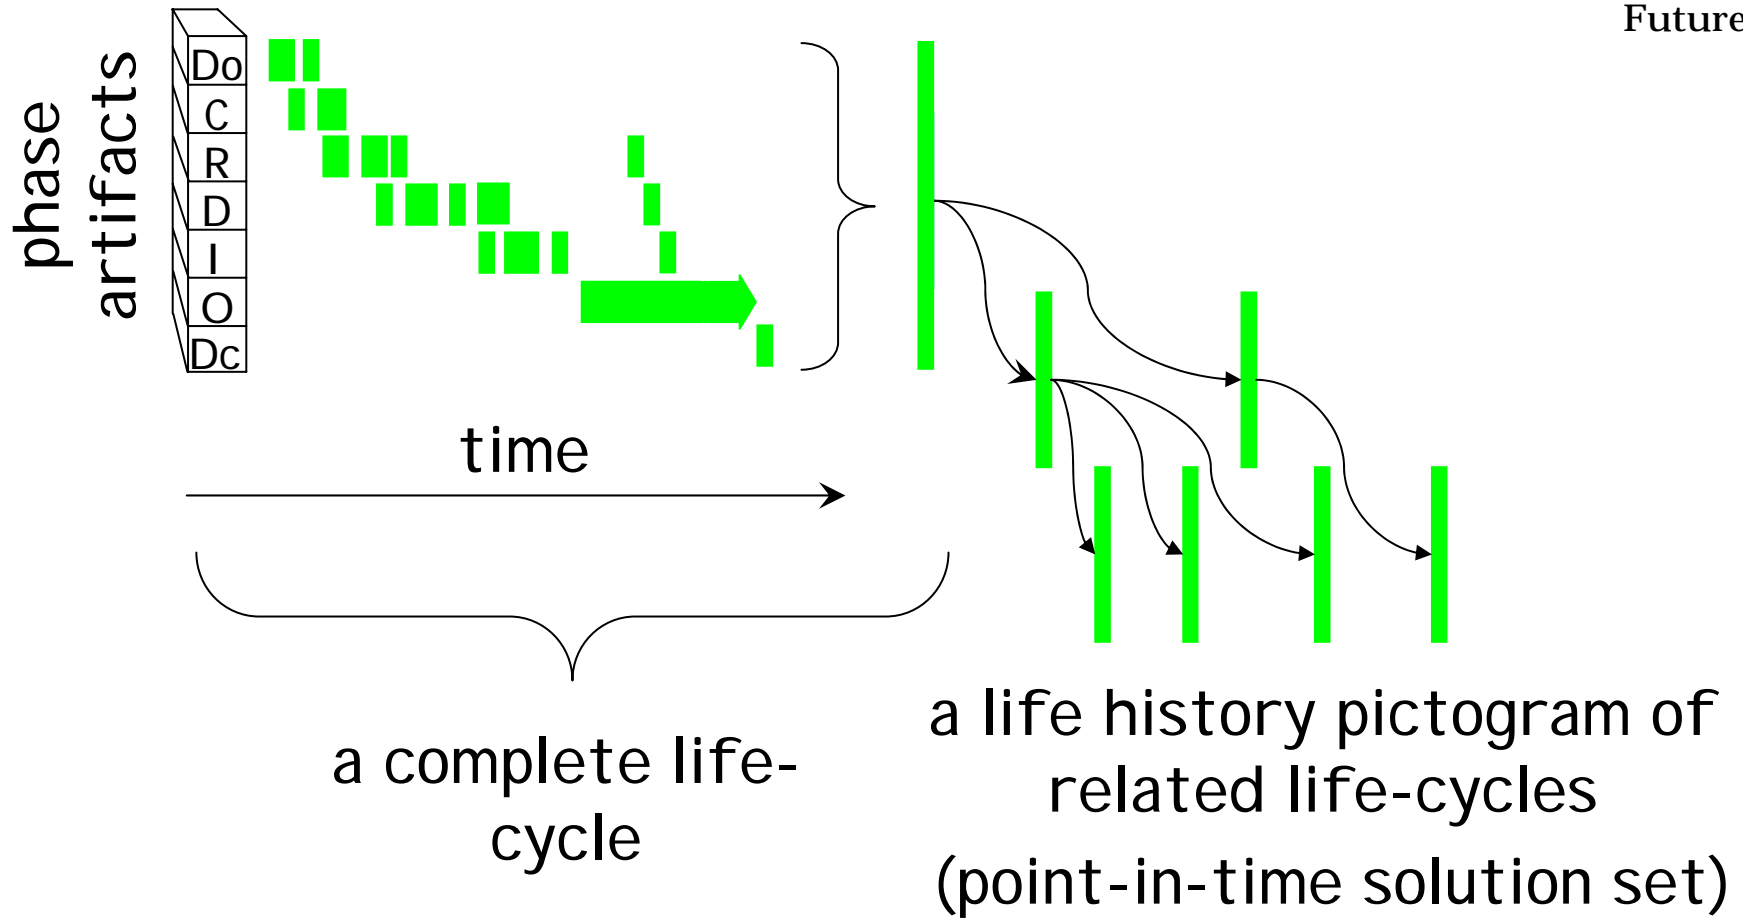 Future
phase
artifacts
Do
C
R
D
I
O
Dc
time
a complete life-
cycle
a life history pictogram of
related life-cycles
(point-in-time solution set)